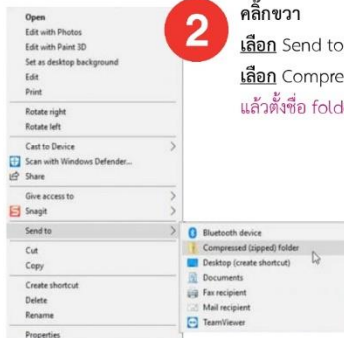 Open
Edit with Photos
Edit with Paint 3D
Set as desktop background
Edit
Print
Rotate right
Rotate left
Cast to Device
Scan with Windows Defender...
Share
Give access to
Snagit
Send to
Cut
Copy
Create shortcut
Delete
Rename
Properties
Bluetooth device
Compressed (zipped) folder
Desktop (create shortcut)
Documents
Fax recipient
Mail recipient
TeamViewer
2
คลิ๊กขวา
เลือก Send to
เลือก Compre
แล้วตั้งชื่อ fold